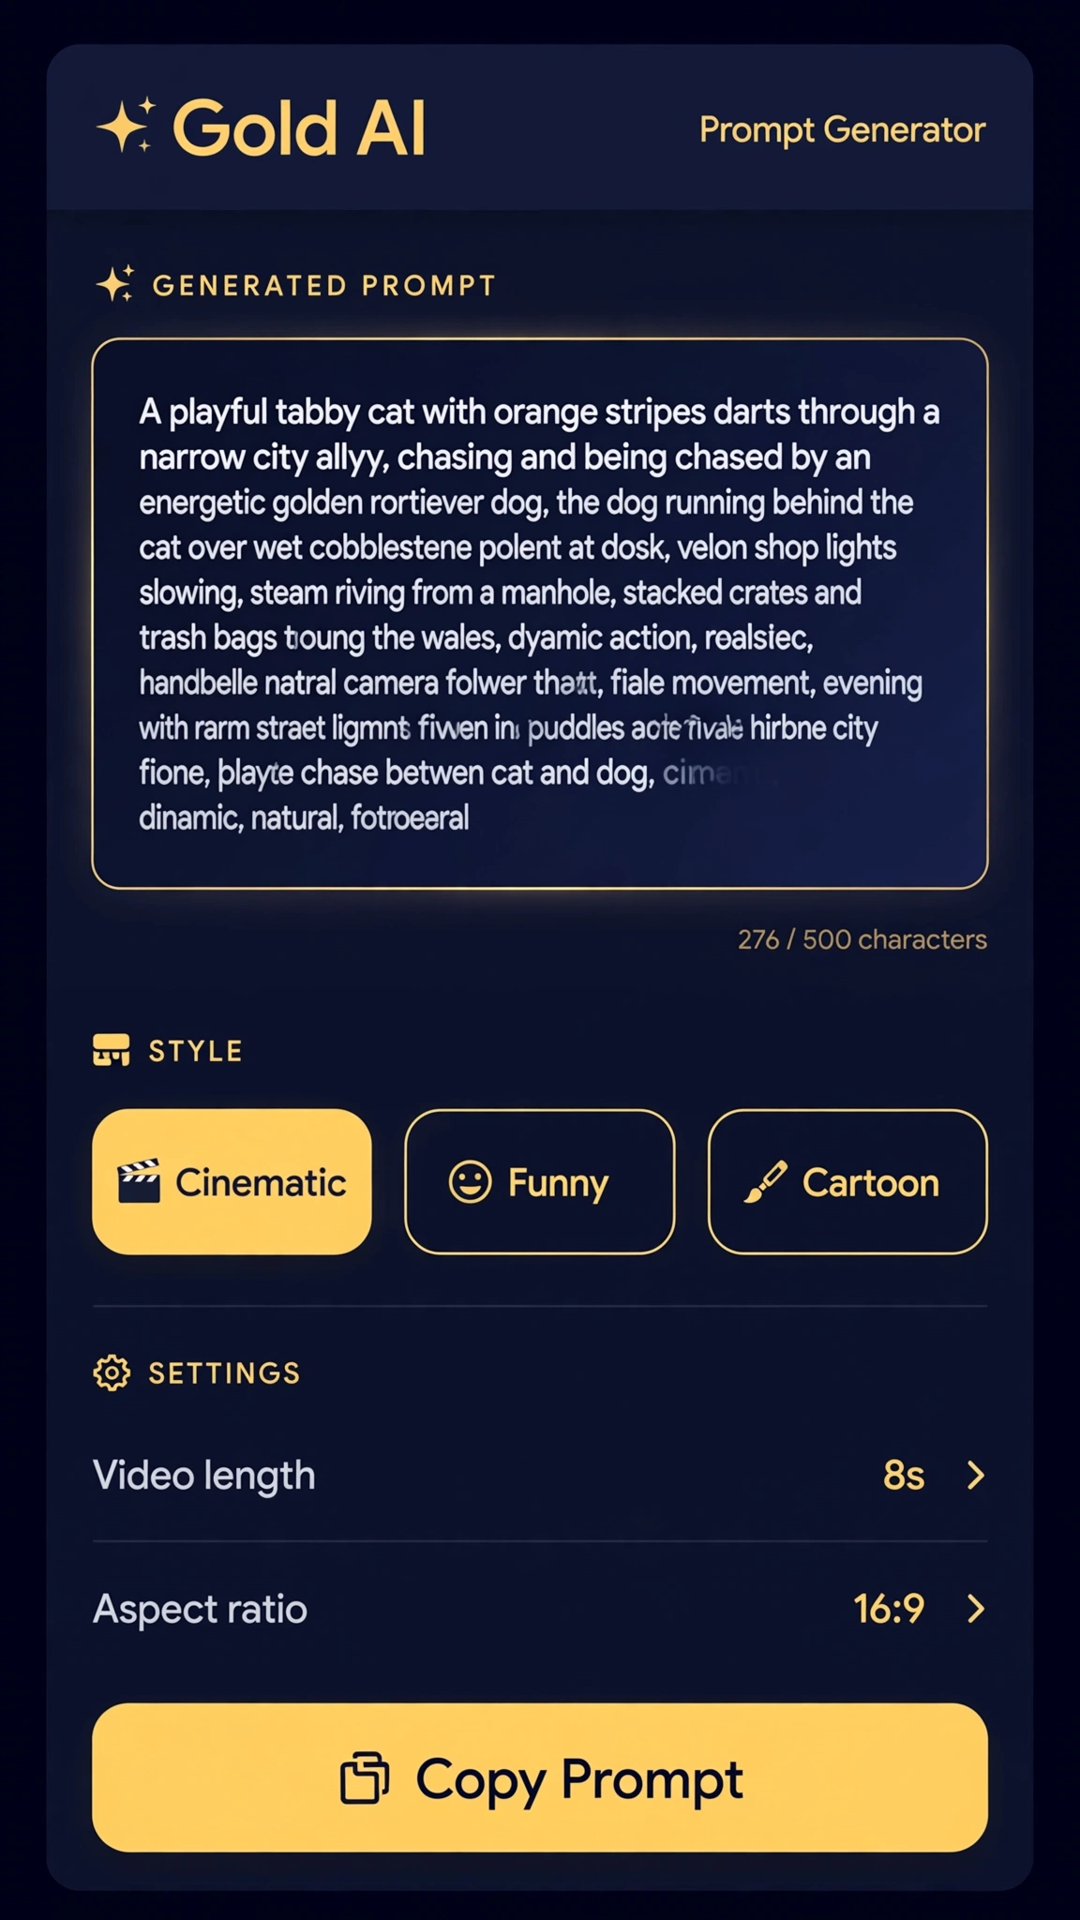 Gold AI
Prompt Generator
GENERATED PROMPT
A playful tabby cat with orange stripes darts through a
narrow city allyy, chasing and being chased by an
energetic golden rortiever dog, the dog running behind the
cat over wet cobblestene polent at dosk, velon shop lights
slowing, steam riving from a manhole, stacked crates and
trash bags toung the wales, dyamic action, realsiec,
handbelle natral camera folwer thatt, fiale movement, evening
with rarm straet ligmnt fiwen in puddles hirbne city
fione, playte chase betwen cat and dog,
dinamic, natural, fotroearal
276 / 500 characters
STYLE
Cinematic
Funny
Cartoon
SETTINGS
Video length
8s
Aspect ratio
16:9
Copy Prompt